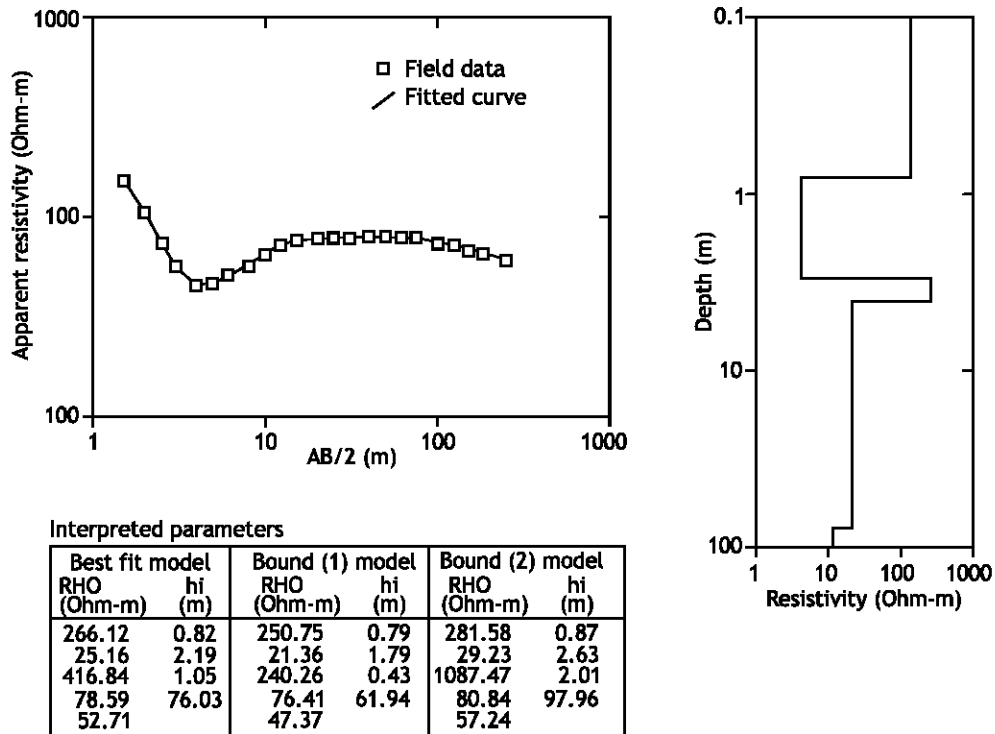 1000
100
100
Apparent resistivity (Ohm-m)
Field data
Fitted curve
1 10 100 1000
AB/2 (m)
0.1
1
10
100
Depth (m)
1 10 100 1000
Resistivity (Ohm-m)
Interpreted parameters
Best fit model Bound (1) model Bound (2) model
RHO hi RHO hi RHO hi
(Ohm-m) (m) (Ohm-m) (m) (Ohm-m) (m)
266.12 0.82 250.75 0.79 281.58 0.87
25.16 2.19 21.36 1.79 29.23 2.63
416.84 1.05 240.26 0.43 1087.47 2.01
78.59 76.03 76.41 61.94 80.84 97.96
52.71 47.37 57.24